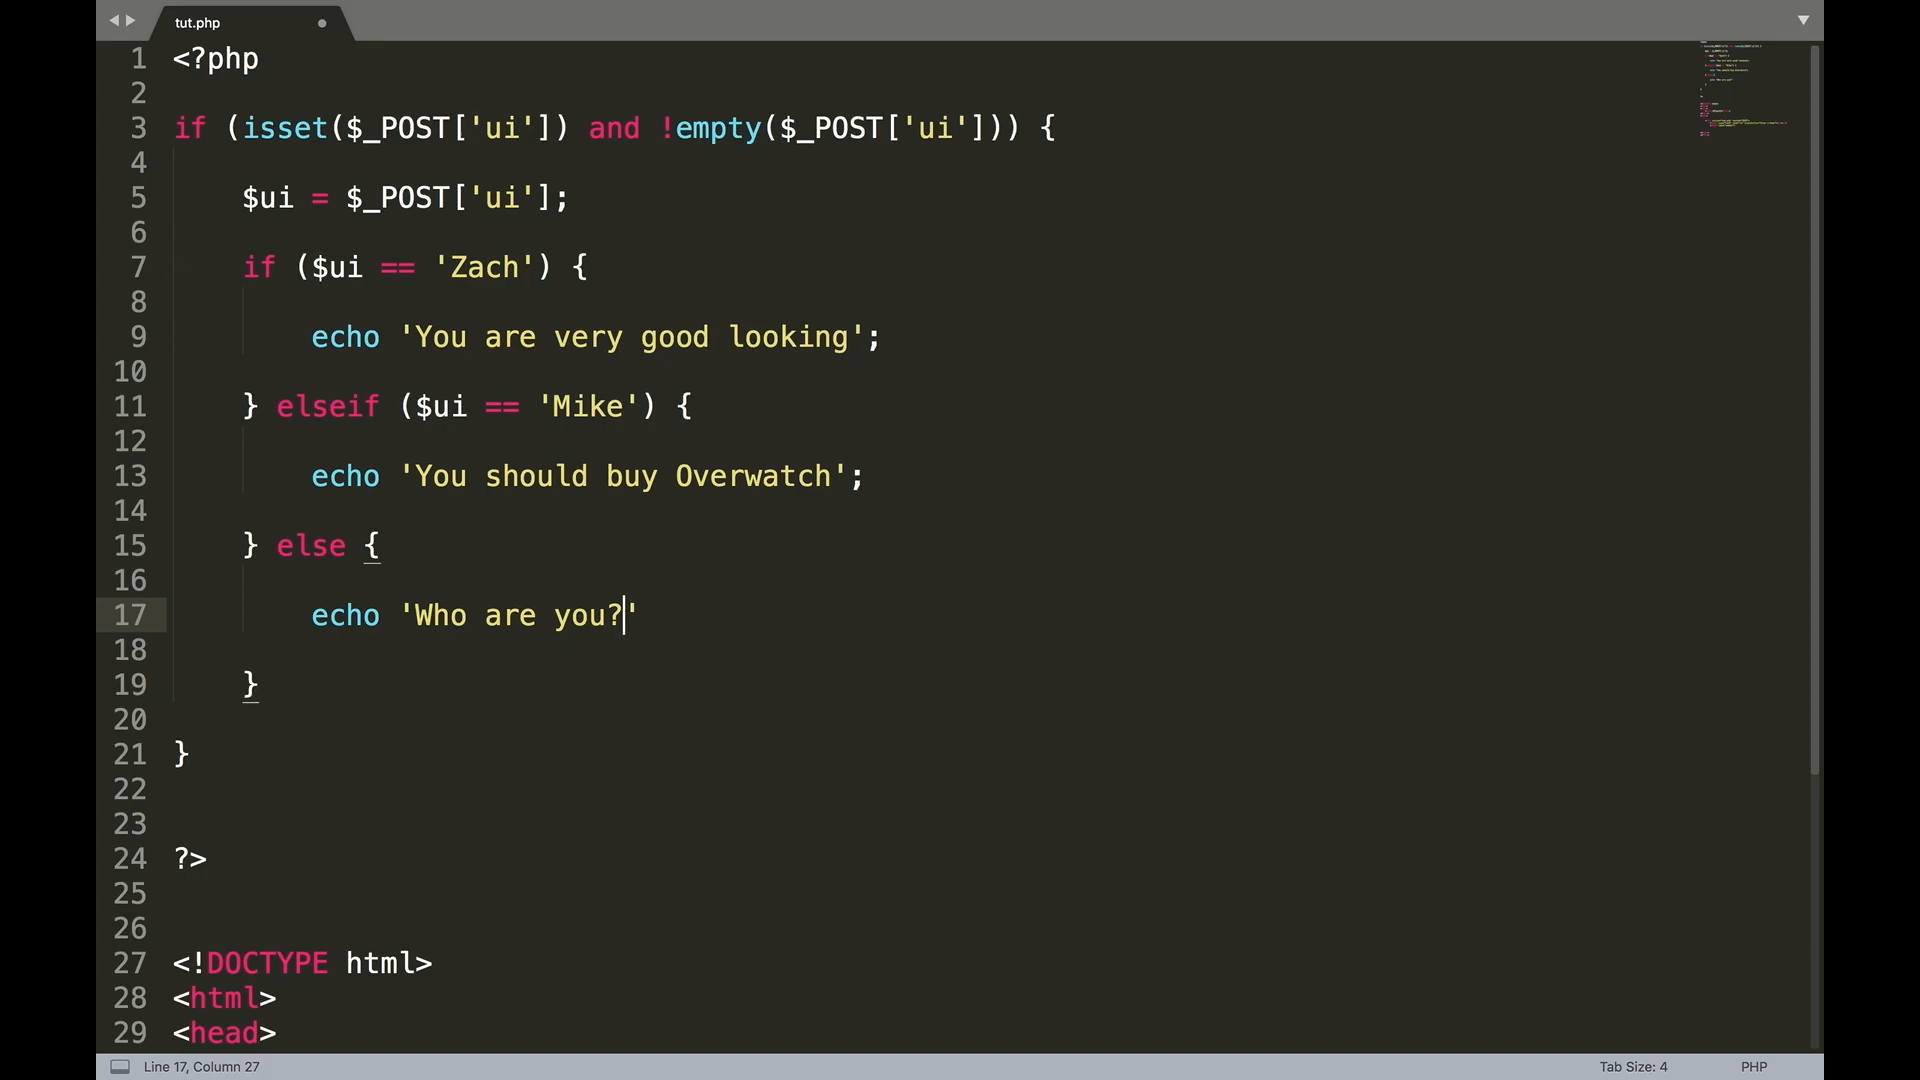 tut.php
1 <?php
2
3 if (isset($_POST['ui']) and !empty($_POST['ui'])) {
4
5 $ui = $_POST['ui'];
6
7 if ($ui == 'Zach') {
8
9 echo 'You are very good looking';
10
11 } elseif ($ui == 'Mike') {
12
13 echo 'You should buy Overwatch';
14
15 } else {
16
17 echo 'Who are you?'
18
19 }
20
21 }
22
23
24 ?>
25
26
27 <!DOCTYPE html>
28 <html>
29 <head>
Line 17, Column 27 Tab Size: 4 PHP